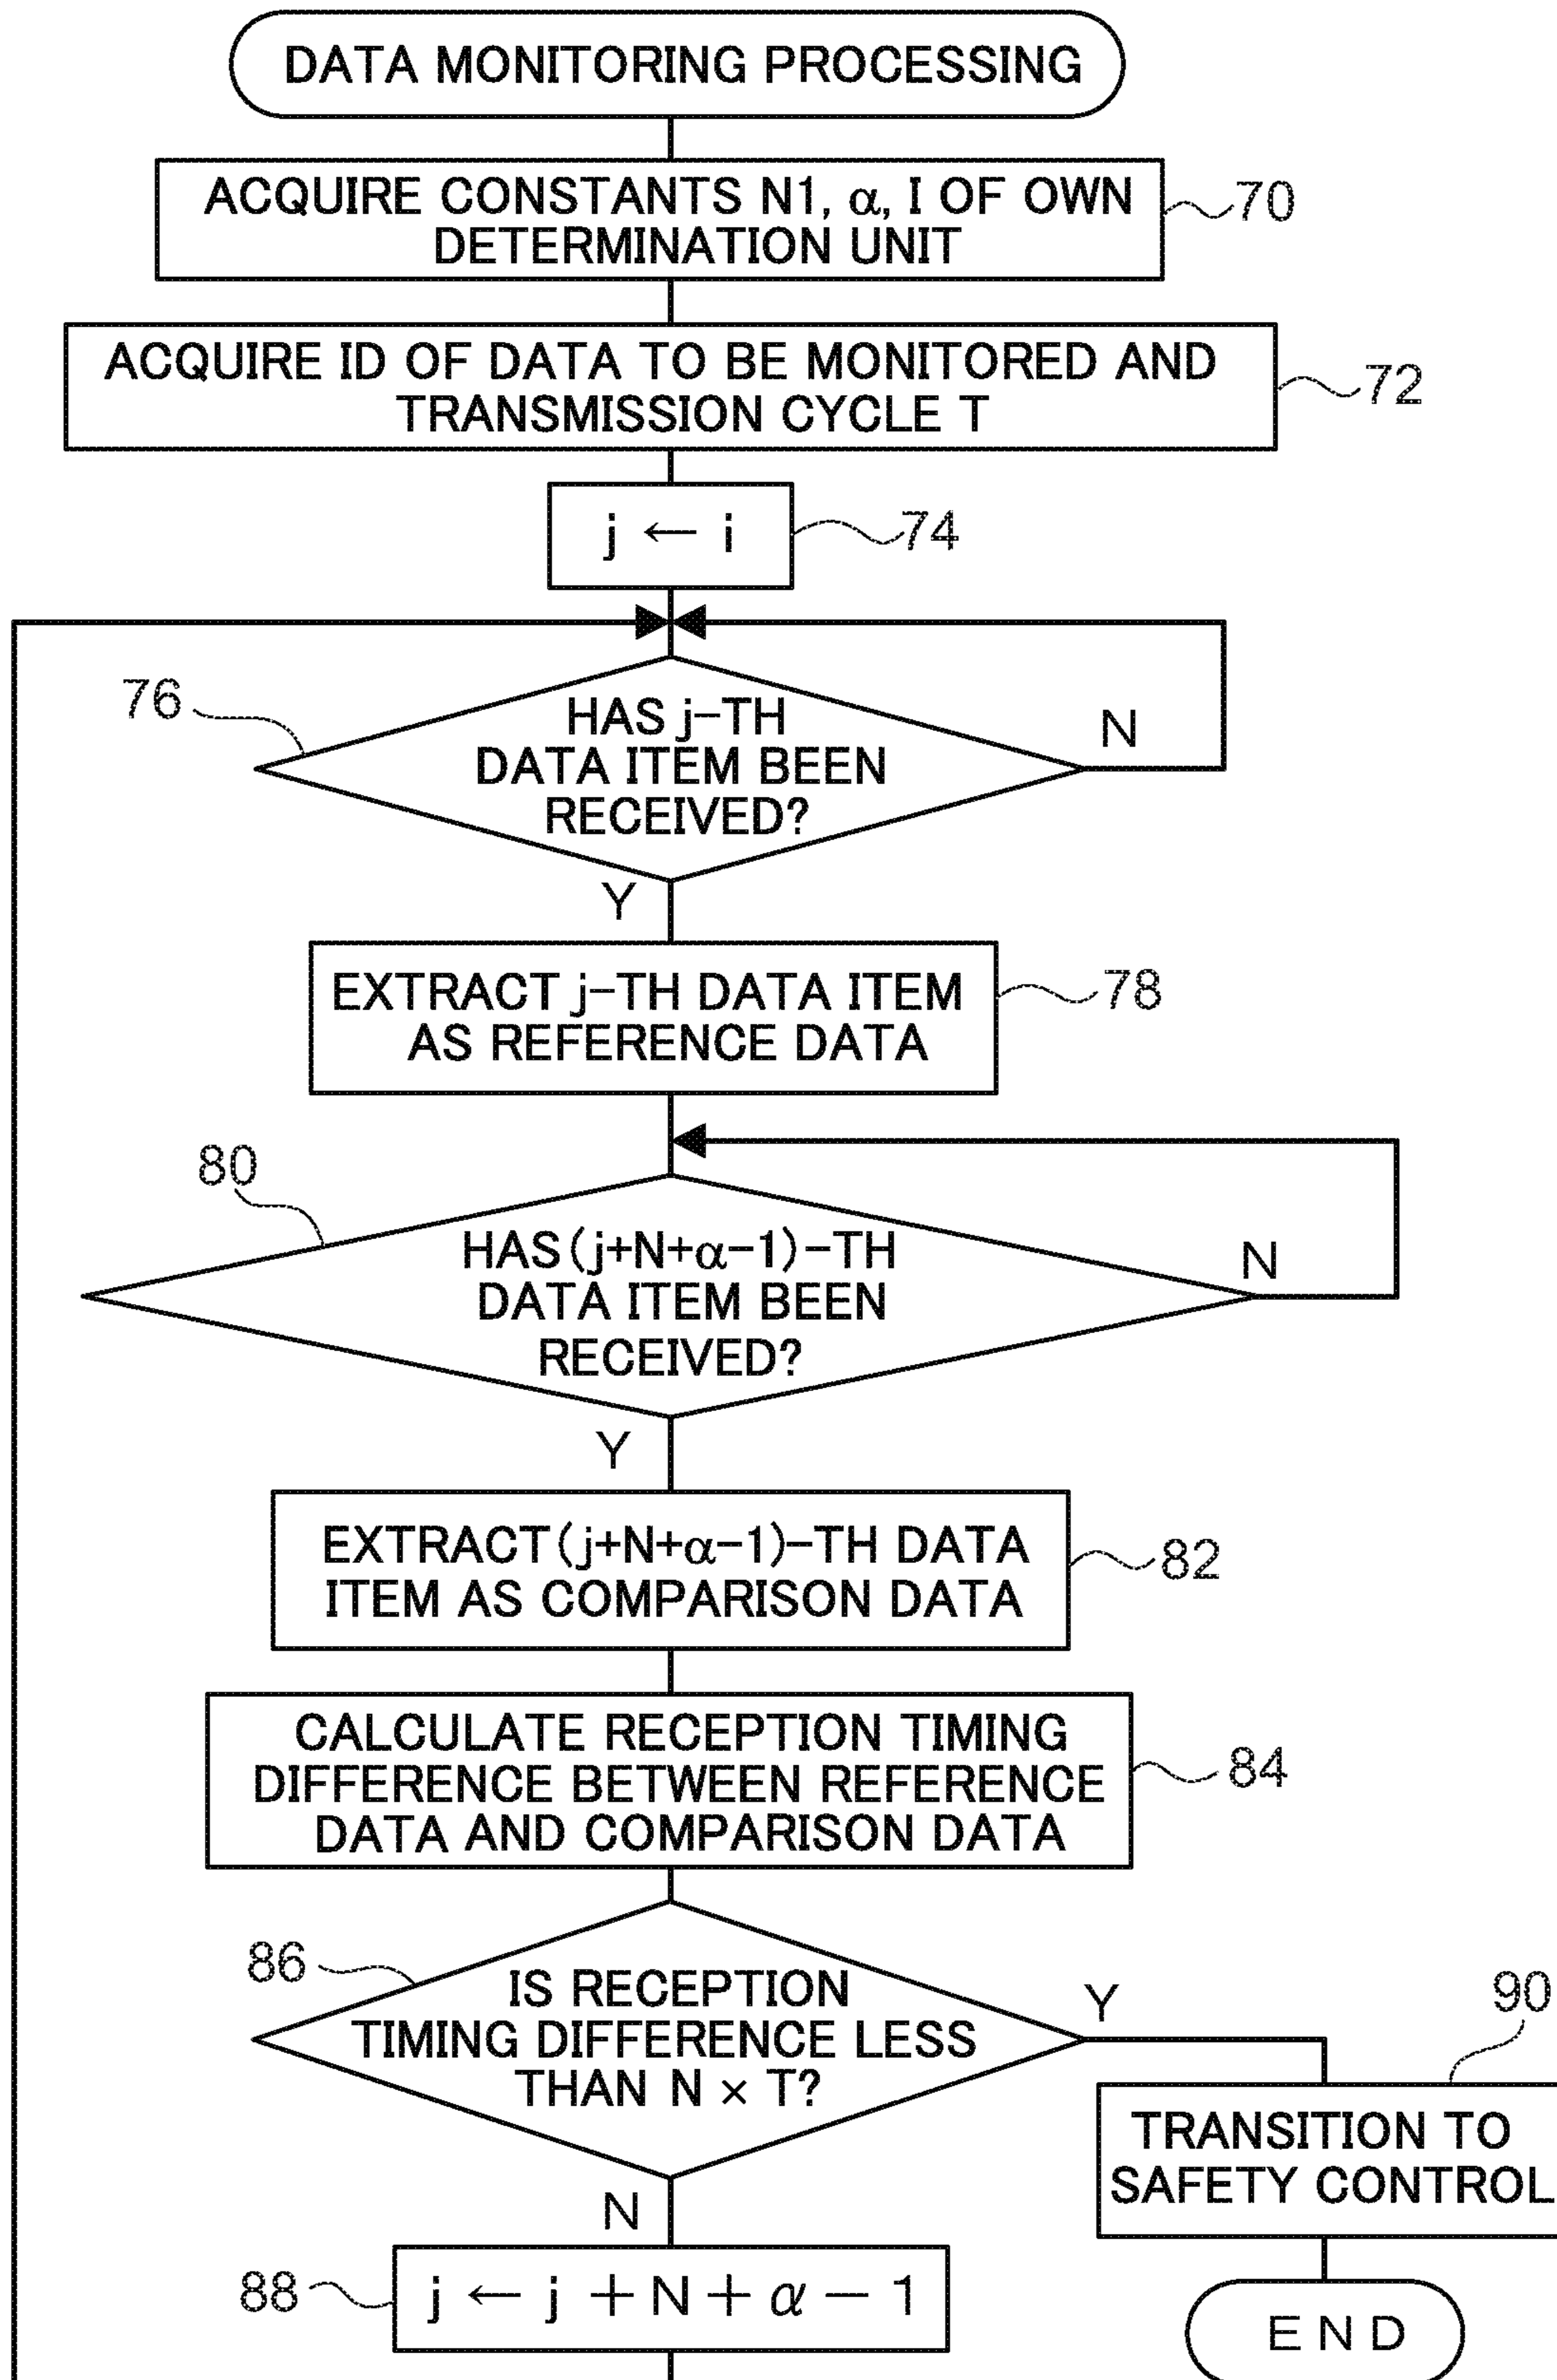 DATA MONITORING PROCESSING
ACQUIRE CONSTANTS N1, α, I OF OWN
DETERMINATION UNIT
70
ACQUIRE ID OF DATA TO BE MONITORED AND
TRANSMISSION CYCLE T
72
j ← i
74
76
HAS j-TH
DATA ITEM BEEN
RECEIVED?
N
Y
EXTRACT j-TH DATA ITEM
AS REFERENCE DATA
78
80
HAS (j+N+α-1)-TH
DATA ITEM BEEN
RECEIVED?
N
Y
EXTRACT (j+N+α-1)-TH DATA
ITEM AS COMPARISON DATA
82
CALCULATE RECEPTION TIMING
DIFFERENCE BETWEEN REFERENCE
DATA AND COMPARISON DATA
84
86
IS RECEPTION
TIMING DIFFERENCE LESS
THAN N × T?
Y
90
TRANSITION TO
SAFETY CONTROL
N
88
j ← j + N + α - 1
END